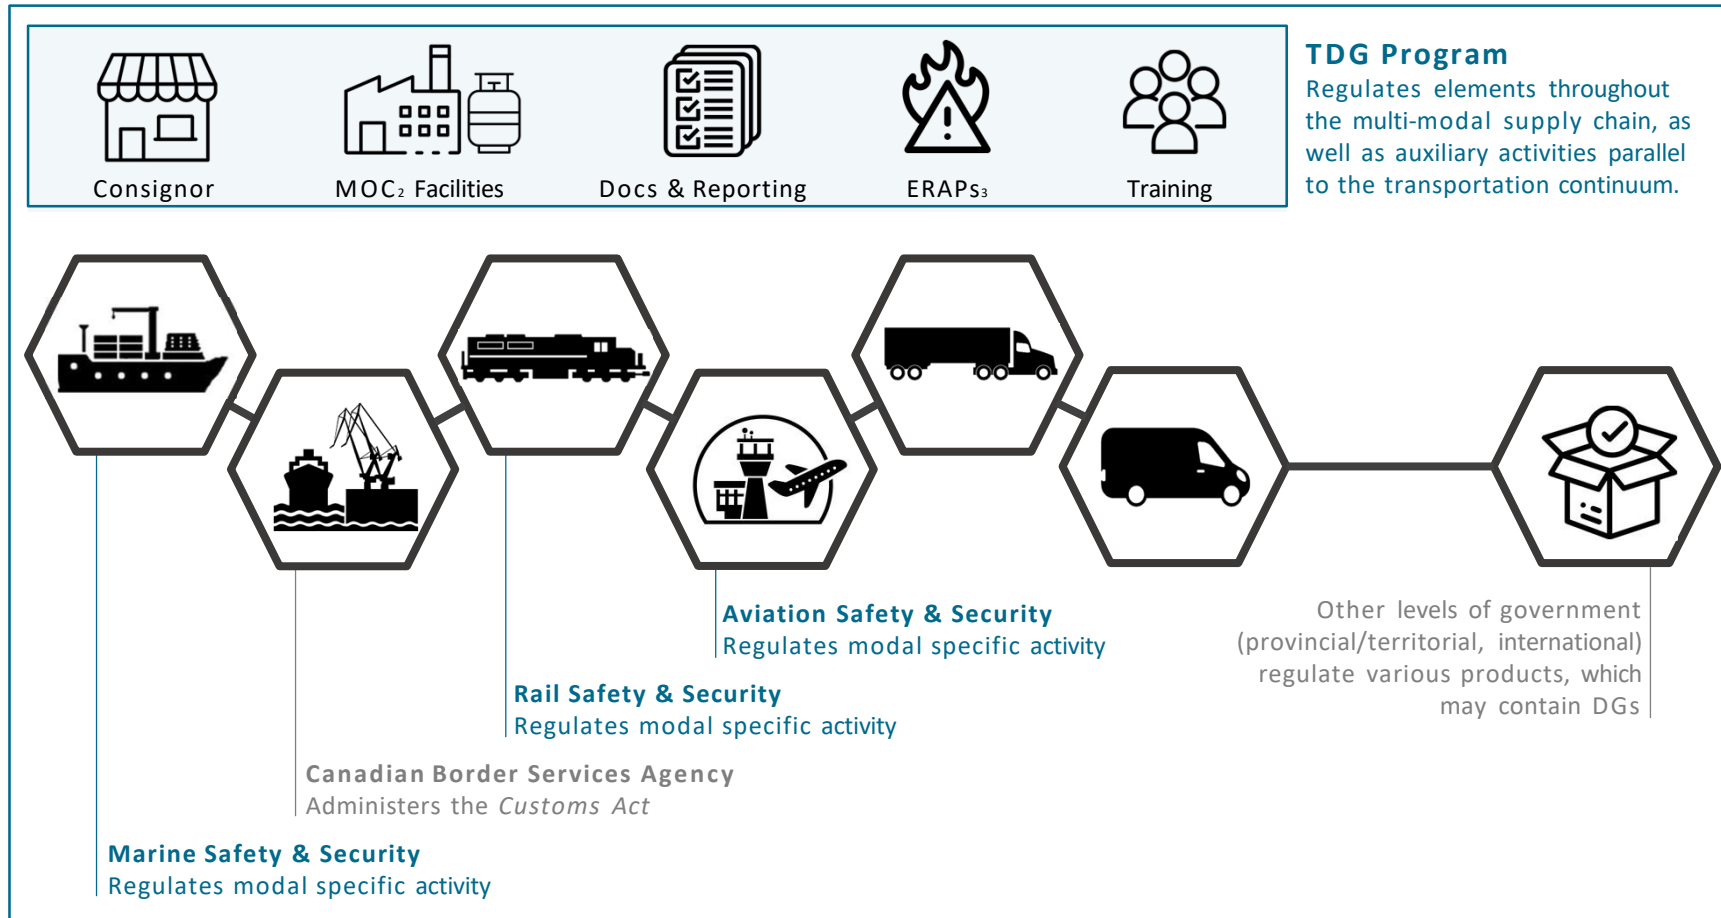 TDG Program
Regulates elements throughout
the multi-modal supply chain, as
well as auxiliary activities parallel
to the transportation continuum.
Consignor
MOC2 Facilities
Docs & Reporting
ERAPs3
Training
Aviation Safety & Security
Regulates modal specific activity
Other levels of government
(provincial/territorial, international)
regulate various products, which
may contain DGs
Rail Safety & Security
Regulates modal specific activity
Canadian Border Services Agency
Administers the Customs Act
Marine Safety & Security
Regulates modal specific activity